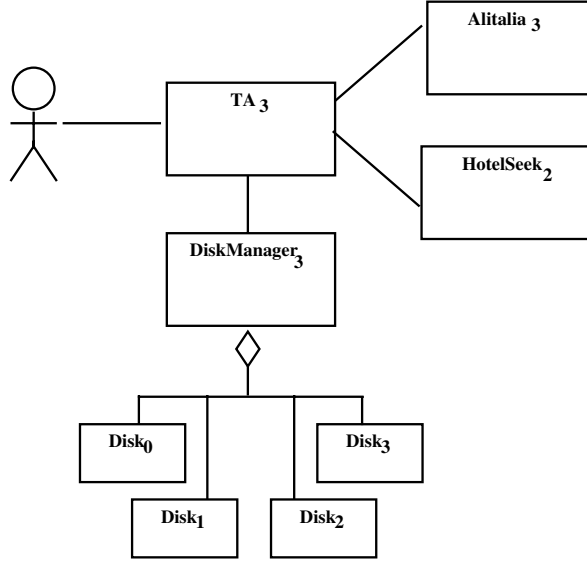 Alitalia 3
TA 3
HotelSeek 2
DiskManager 3
Disk 0
Disk 3
Disk 1
Disk 2